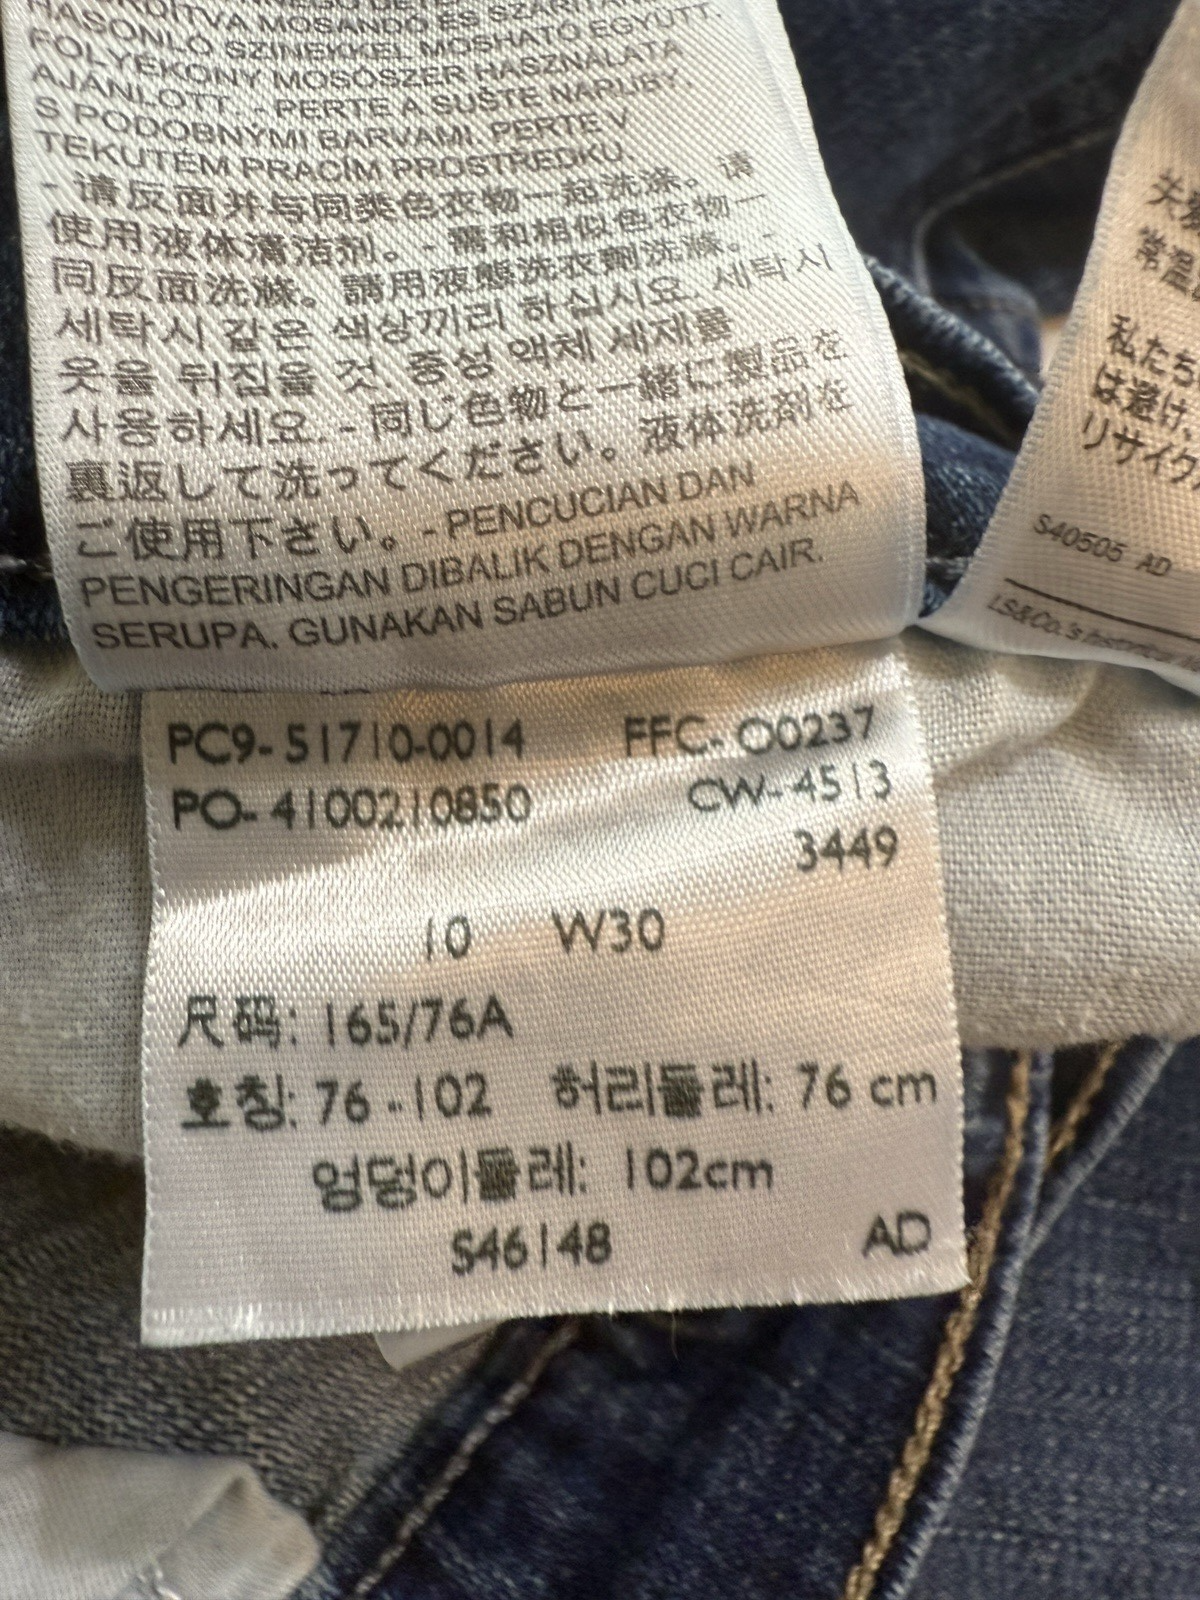 FOLYÉKONY MOSÓSZER HASZNÁLATA
HASONLÓ SZÍNEKKEL MOSHATÓ EGYÜTT.
AJÁNLOTT. - PERTE A SUŠTE NARUBY.
S PODOBNÝMI BARVAMI. PERTE V
TEKUTÉM PRACÍM PROSTŘEDKU.
- 请反面并与同类色衣物一起洗涤。请
使用液体清洁剂。- 需和相似色衣物一
同反面洗滌。請用液態洗衣劑洗滌。-
세탁시 같은 색상끼리 하십시요. 세탁시
옷을 뒤집을 것. 중성 액체 세제를
사용하세요. - 同じ色物と一緒に製品を
裏返して洗ってください。液体洗剤を
ご使用下さい。- PENCUCIAN DAN
PENGERINGAN DIBALIK DENGAN WARNA
SERUPA. GUNAKAN SABUN CUCI CAIR.
常温
私たち
は避け、
リサイク
S40505 AD
LS&Co.'s
PC9-51710-0014 FFC-O0237
PO-4100210850 CW-4513
3449
10 W30
尺码: 165/76A
호칭: 76-102 허리둘레: 76 cm
엉덩이둘레: 102cm
S46148 AD